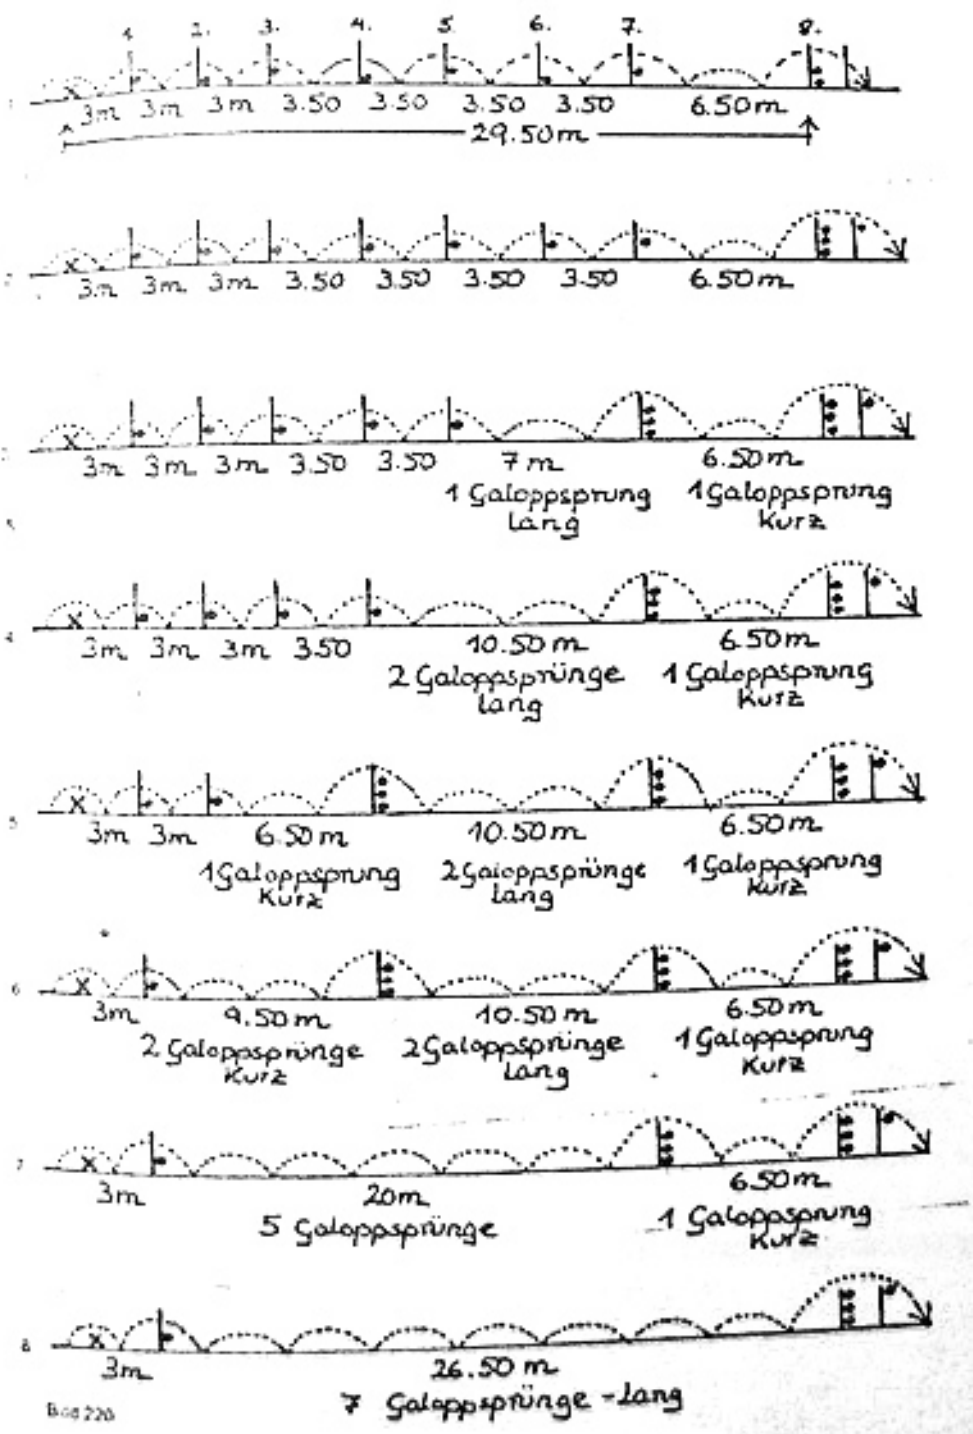 1. 2. 3. 4. 5. 6. 7. 8.
3m 3m 3m 3.50 3.50 3.50 3.50 6.50m
29.50m
3m 3m 3m 3.50 3.50 3.50 3.50 6.50m
3m 3m 3m 3.50 3.50 7m 6.50m
1 Galoppsprung 1 Galoppsprung
Lang Kurz
4
3m 3m 3m 3.50 10.50m 6.50m
2 Galoppsprünge 1 Galoppsprung
Lang Kurz
5
3m 3m 6.50m 10.50m 6.50m
1 Galoppsprung 2 Galoppsprünge 1 Galoppsprung
Kurz Lang Kurz
6
3m 9.50m 10.50m 6.50m
2 Galoppsprünge 2 Galoppsprünge 1 Galoppsprung
Kurz Lang Kurz
7
3m 20m 6.50m
5 Galoppsprünge 1 Galoppsprung
Kurz
8
3m 26.50m
7 Galoppsprünge - Lang
220